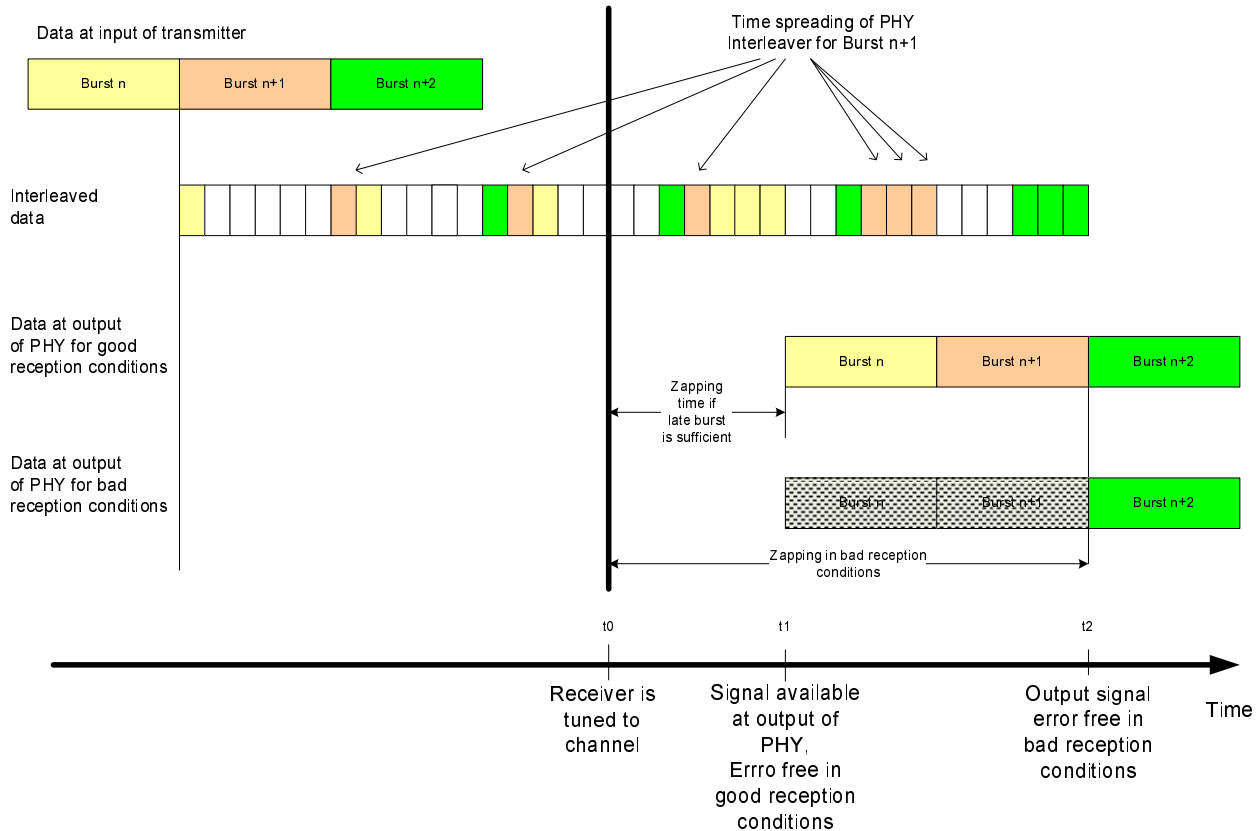 Data at input of transmitter
Time spreading of PHY
Interleaver for Burst n+1
Burst n
Burst n+1
Burst n+2
Interleaved
data
Data at output
of PHY for good
reception conditions
Burst n
Burst n+1
Burst n+2
Zapping
time if
late burst
is sufficient
Data at output
of PHY for bad
reception conditions
Burst n
Burst n+1
Burst n+2
Zapping in bad reception
conditions
t0
t1
t2
Receiver is
tuned to
channel
Signal available
at output of
PHY,
Errro free in
good reception
conditions
Output signal
error free in
bad reception
conditions
Time